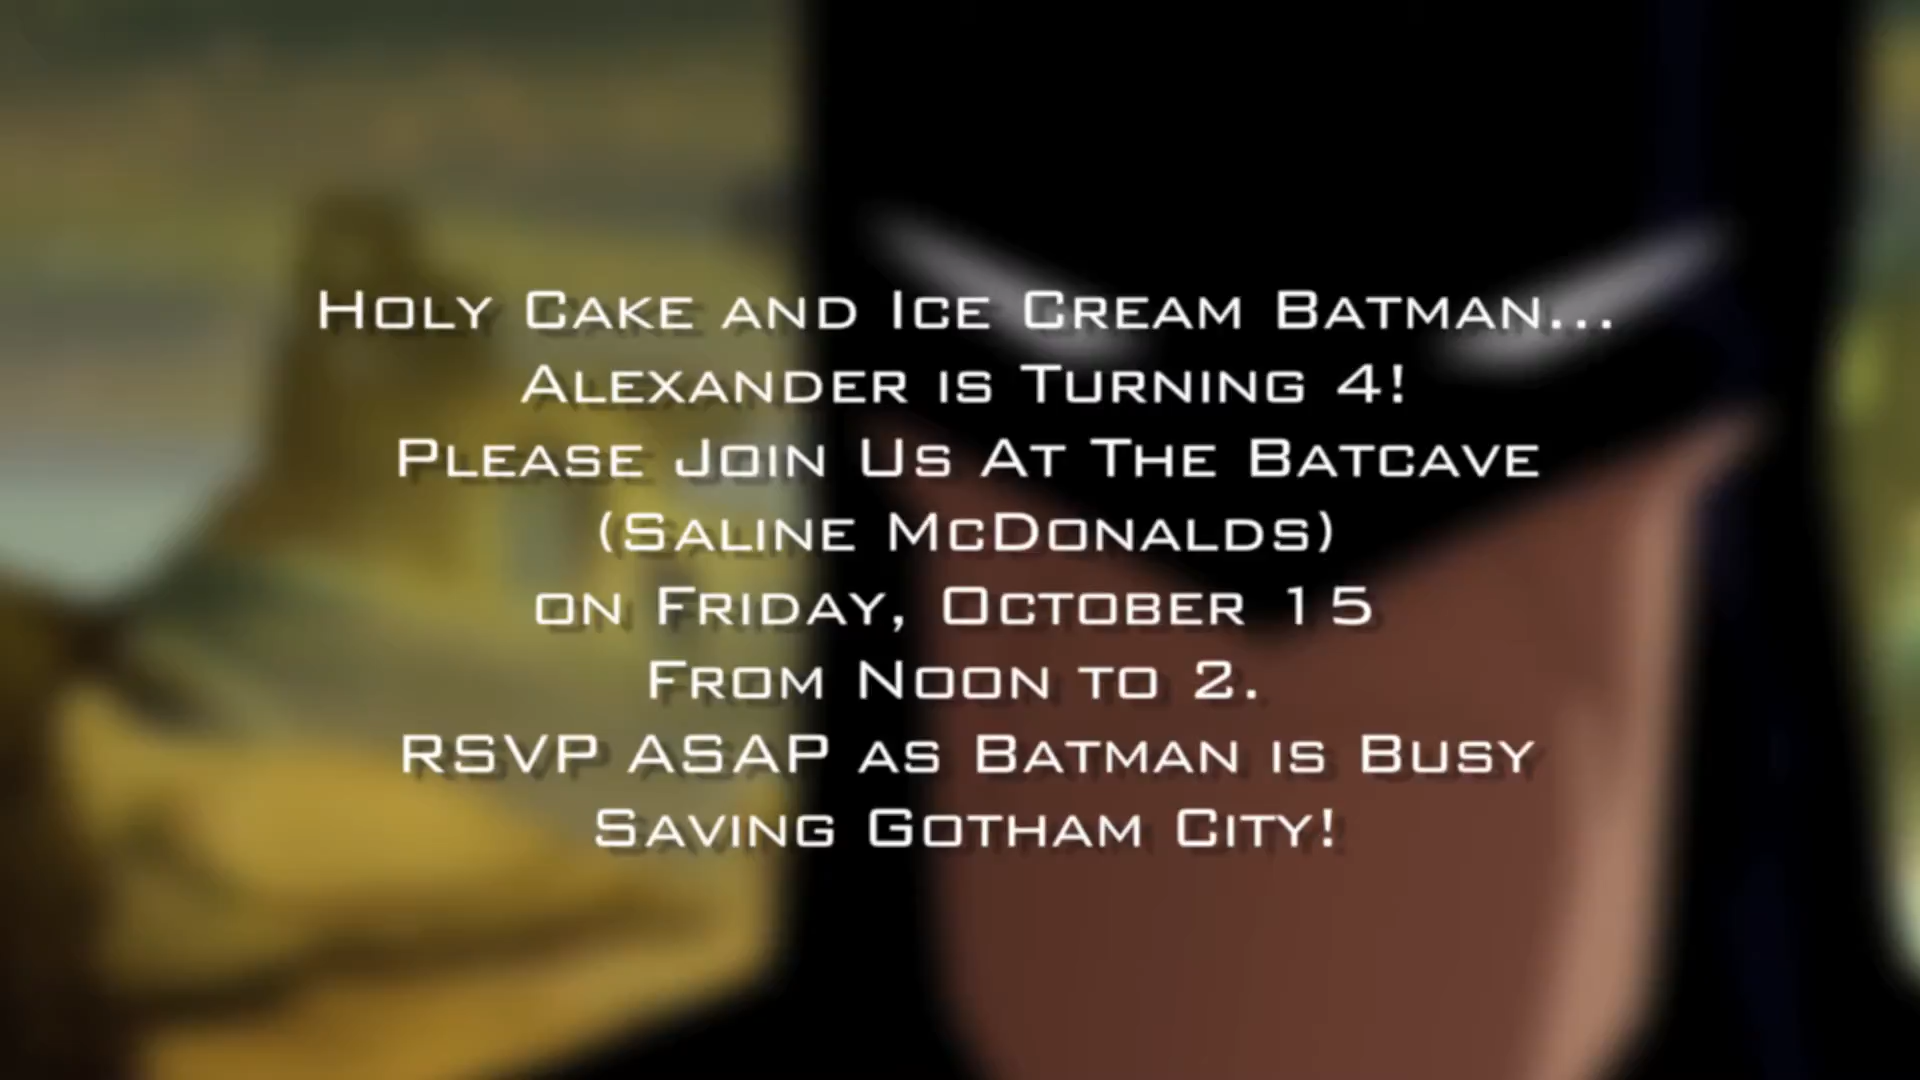 Holy Cake and Ice Cream Batman...
Alexander is Turning 4!
Please Join Us At The Batcave
(Saline McDonalds)
on Friday, October 15
From Noon to 2.
RSVP ASAP as Batman is Busy
Saving Gotham City!